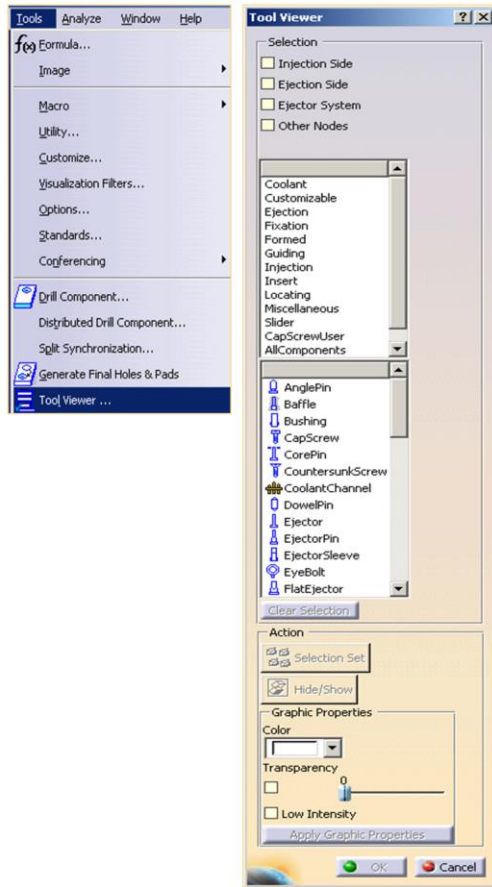 Tools Analyze Window Help
f(x) Formula...
Image
Macro
Utility...
Customize...
Visualization Filters...
Options...
Standards...
Conferencing
Drill Component...
Distributed Drill Component...
Split Synchronization...
Generate Final Holes & Pads
Tool Viewer ...
Tool Viewer
Selection
Injection Side
Ejection Side
Ejector System
Other Nodes
Coolant
Customizable
Ejection
Fixation
Formed
Guiding
Injection
Insert
Locating
Miscellaneous
Slider
CapScrewUser
AllComponents
AnglePin
Baffle
Bushing
CapScrew
CorePin
CountersunkScrew
CoolantChannel
DowelPin
Ejector
EjectorPin
EjectorSleeve
EyeBolt
FlatEjector
Clear Selection
Action
Selection Set
Hide/Show
Graphic Properties
Color
Transparency
0
Low Intensity
Apply Graphic Properties
OK Cancel